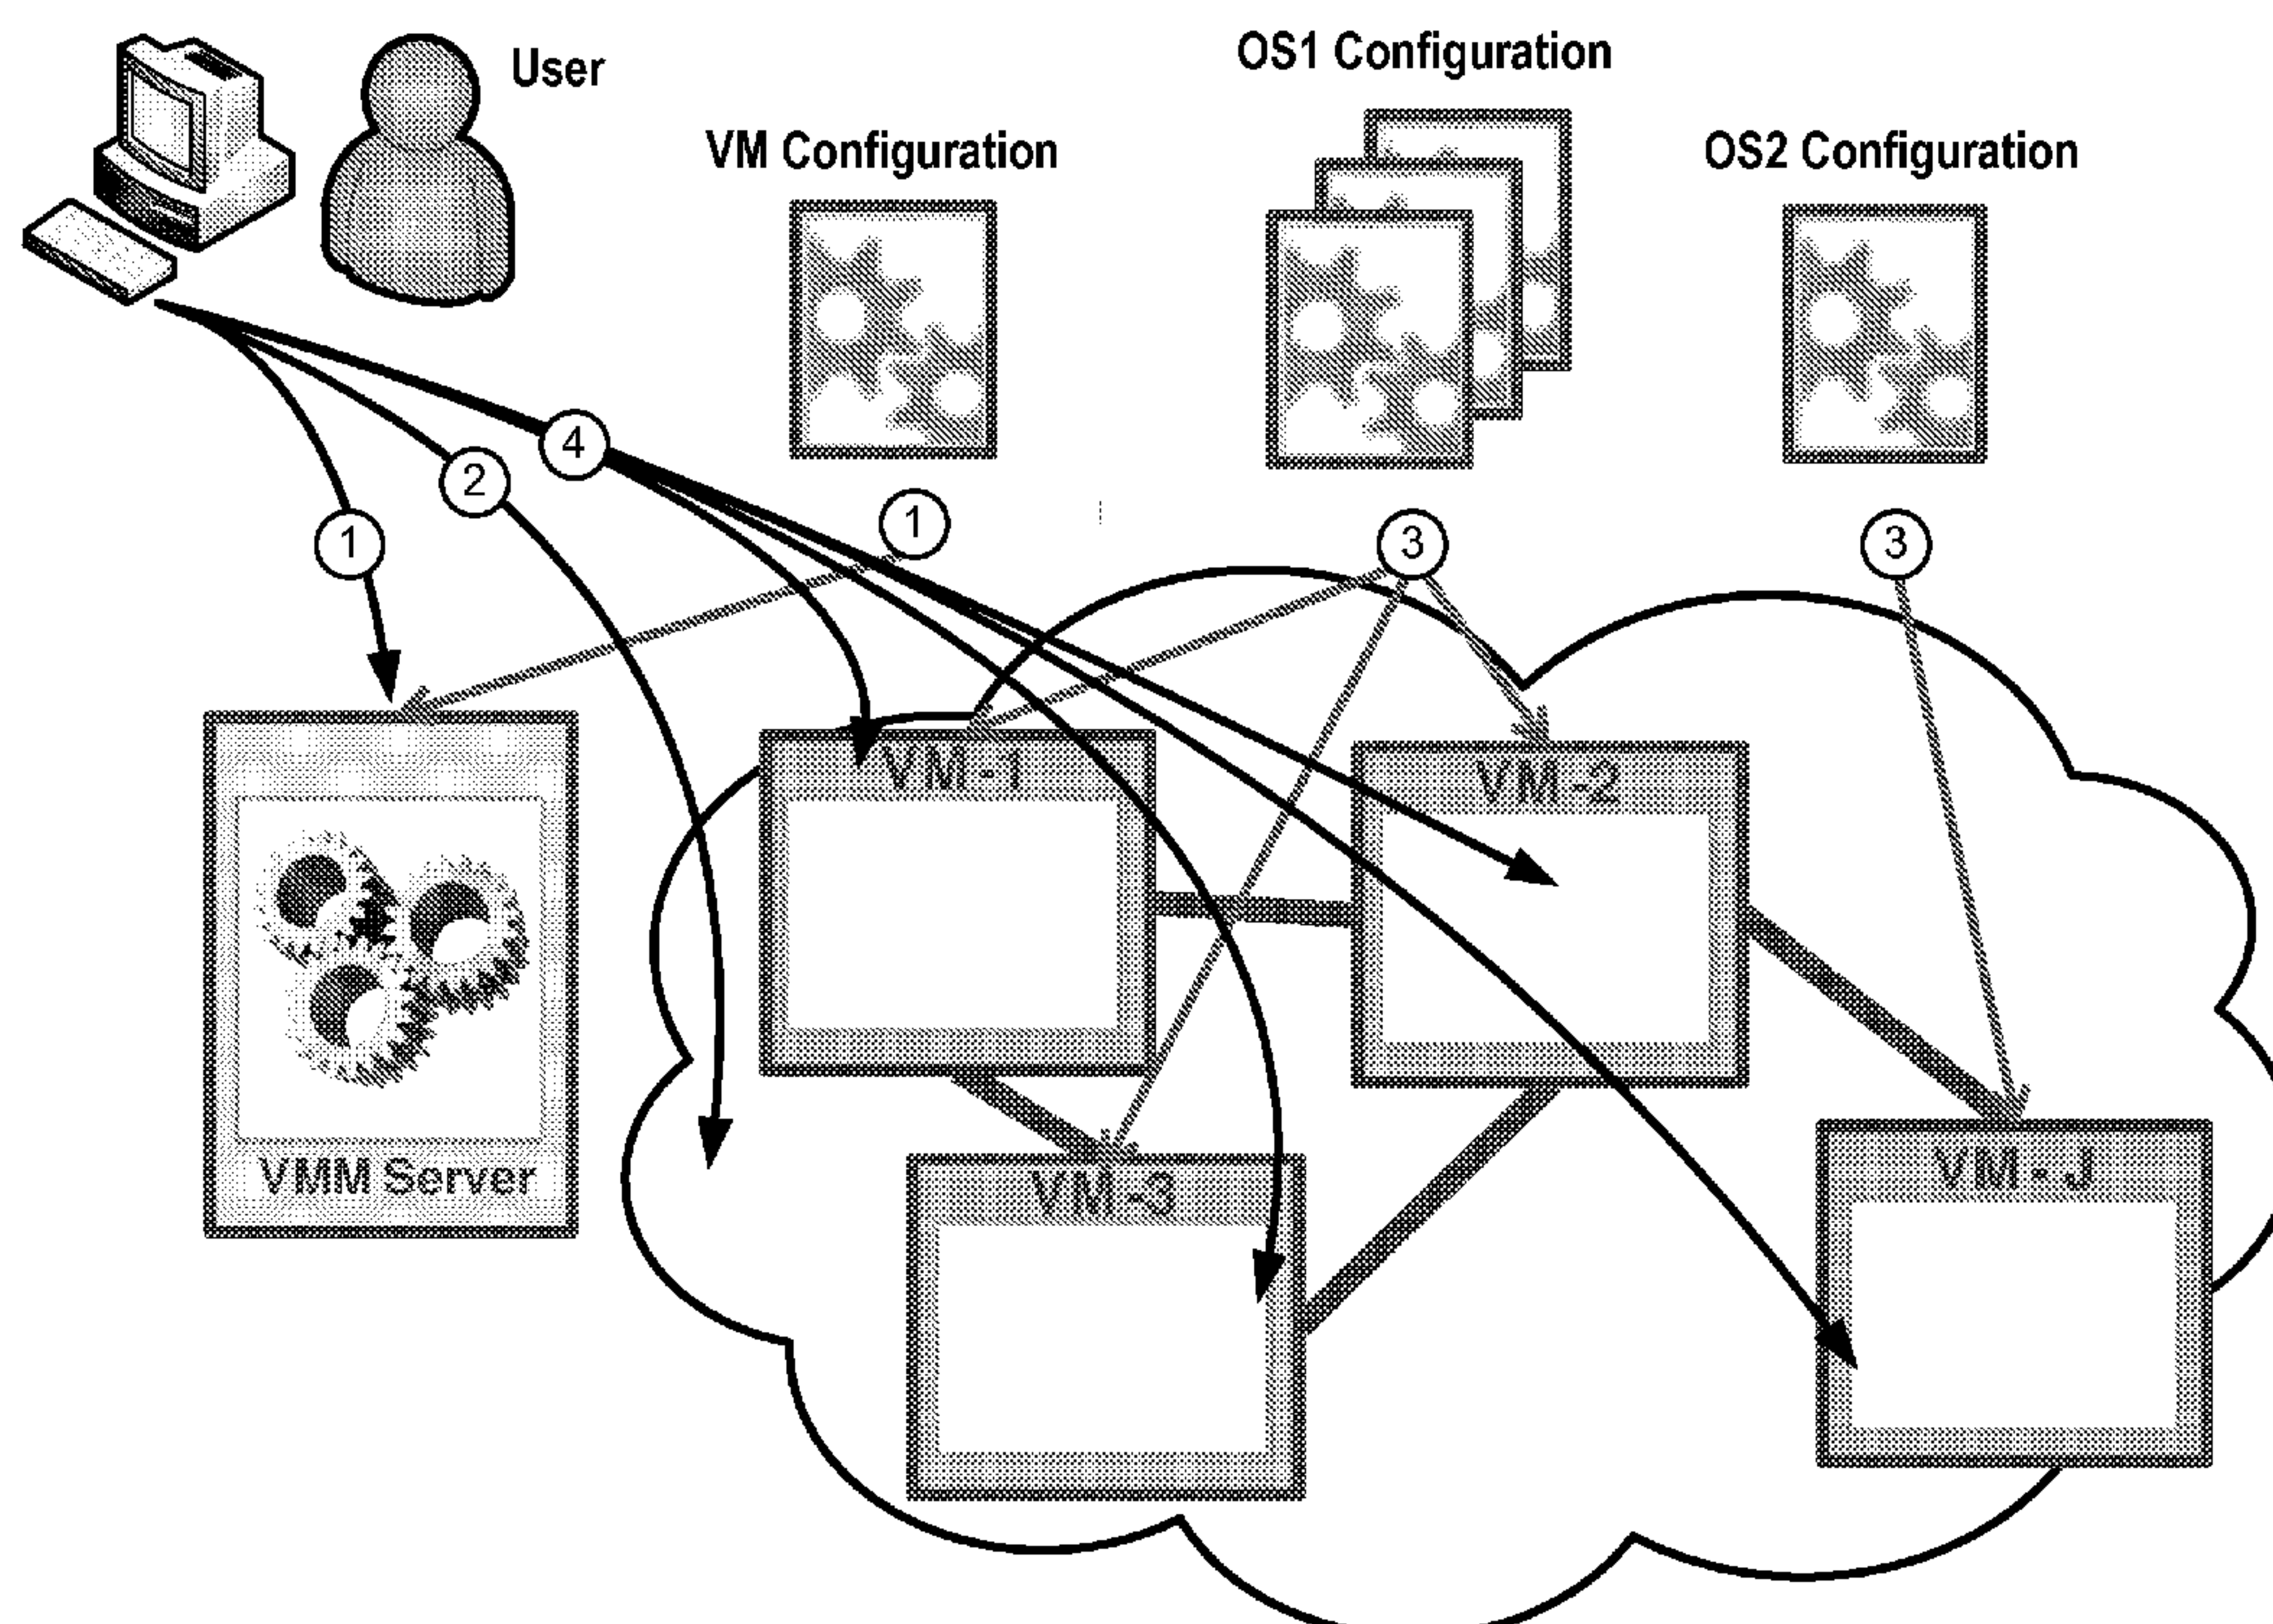 User
OS1 Configuration
VM Configuration
OS2 Configuration
4
2
1
1
3
3
VM-1
VM-2
VMM Server
VM-3
VM-J